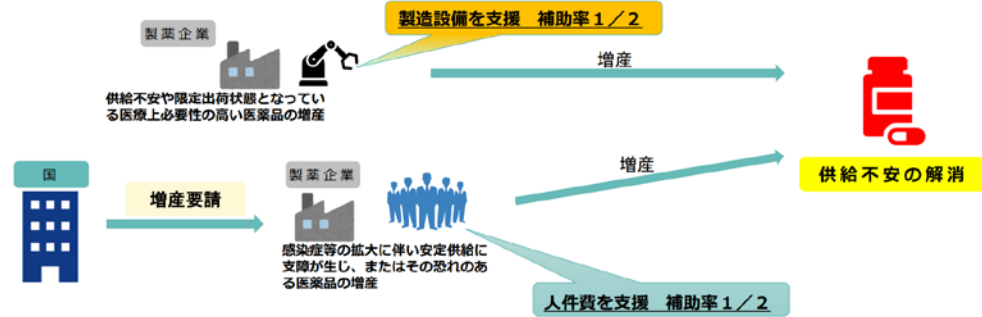 製造設備を支援　補助率１／２
製薬企業
増産
供給不安や限定出荷状態となってい
る医療上必要性の高い医薬品の増産
国
増産要請
製薬企業
増産
供給不安の解消
感染症等の拡大に伴い安定供給に
支障が生じ、またはその恐れのあ
る医薬品の増産
人件費を支援　補助率１／２